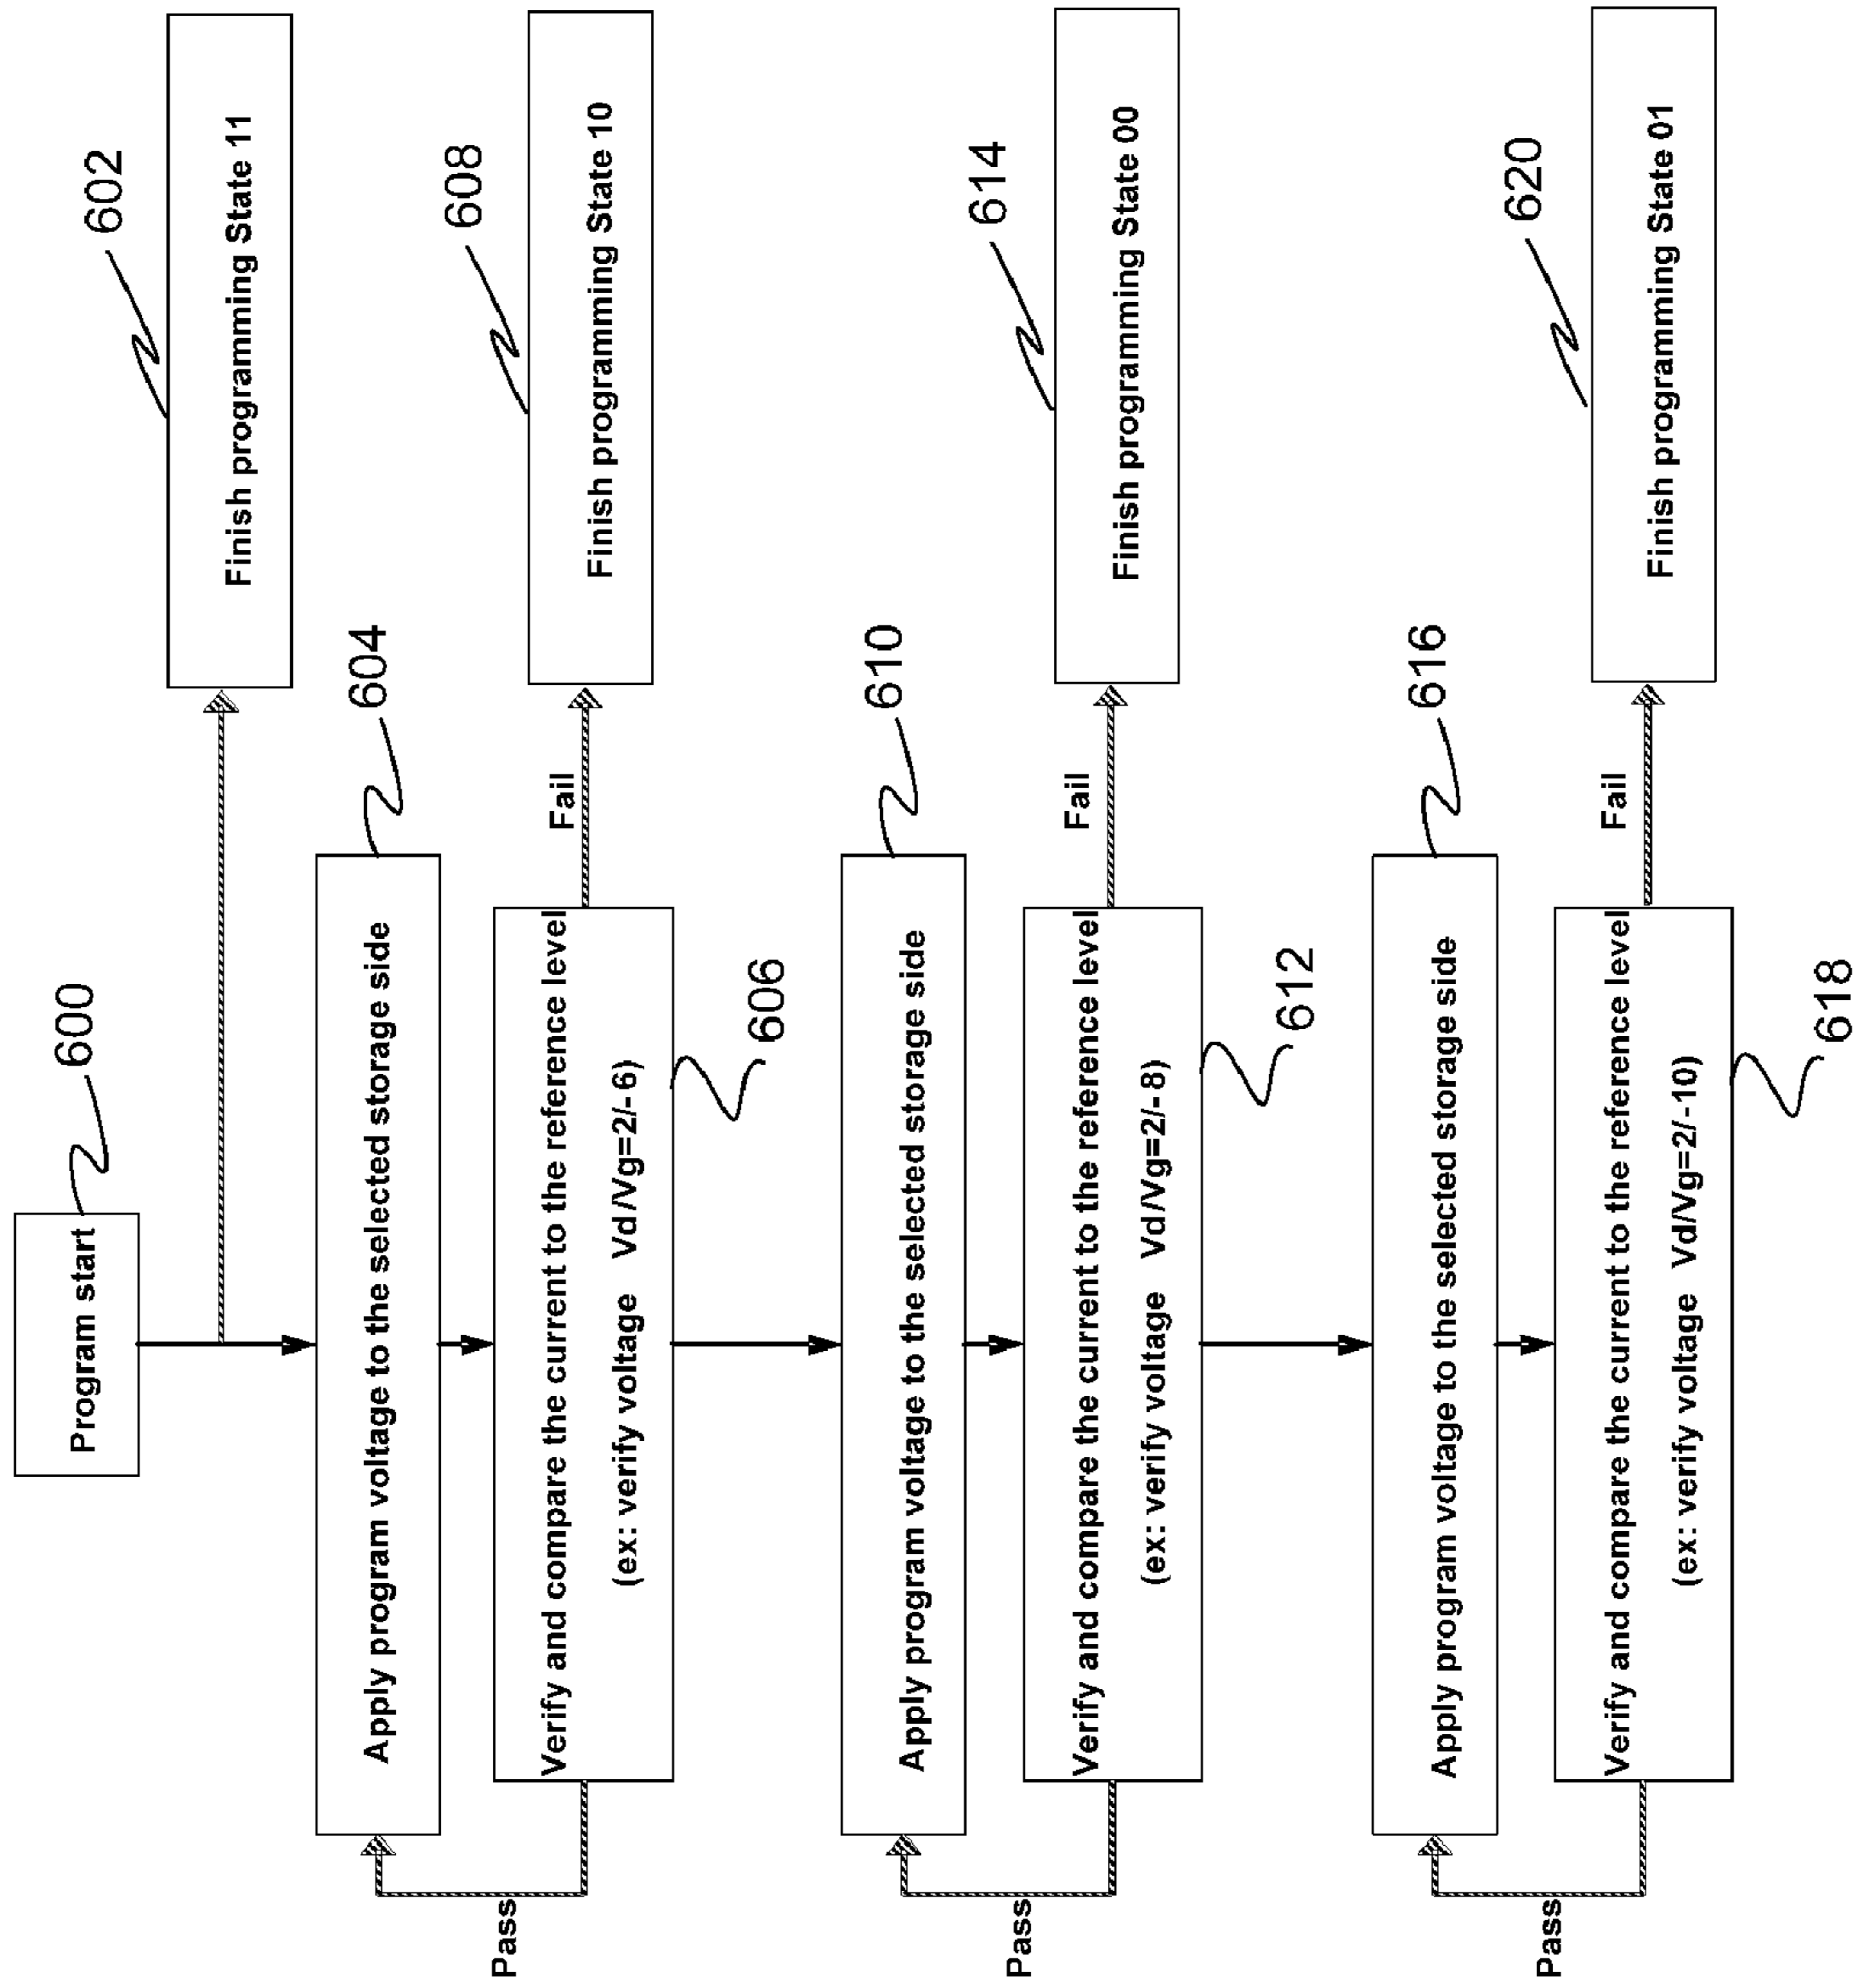 600
Program start
602
Finish programming State 11
604
Apply program voltage to the selected storage side
606
Verify and compare the current to the reference level
(ex: verify voltage Vd/Vg=2/-6)
Pass
Fail
608
Finish programming State 10
610
Apply program voltage to the selected storage side
612
Verify and compare the current to the reference level
(ex: verify voltage Vd/Vg=2/-8)
Pass
Fail
614
Finish programming State 00
616
Apply program voltage to the selected storage side
618
Verify and compare the current to the reference level
(ex: verify voltage Vd/Vg=2/-10)
Pass
Fail
620
Finish programming State 01